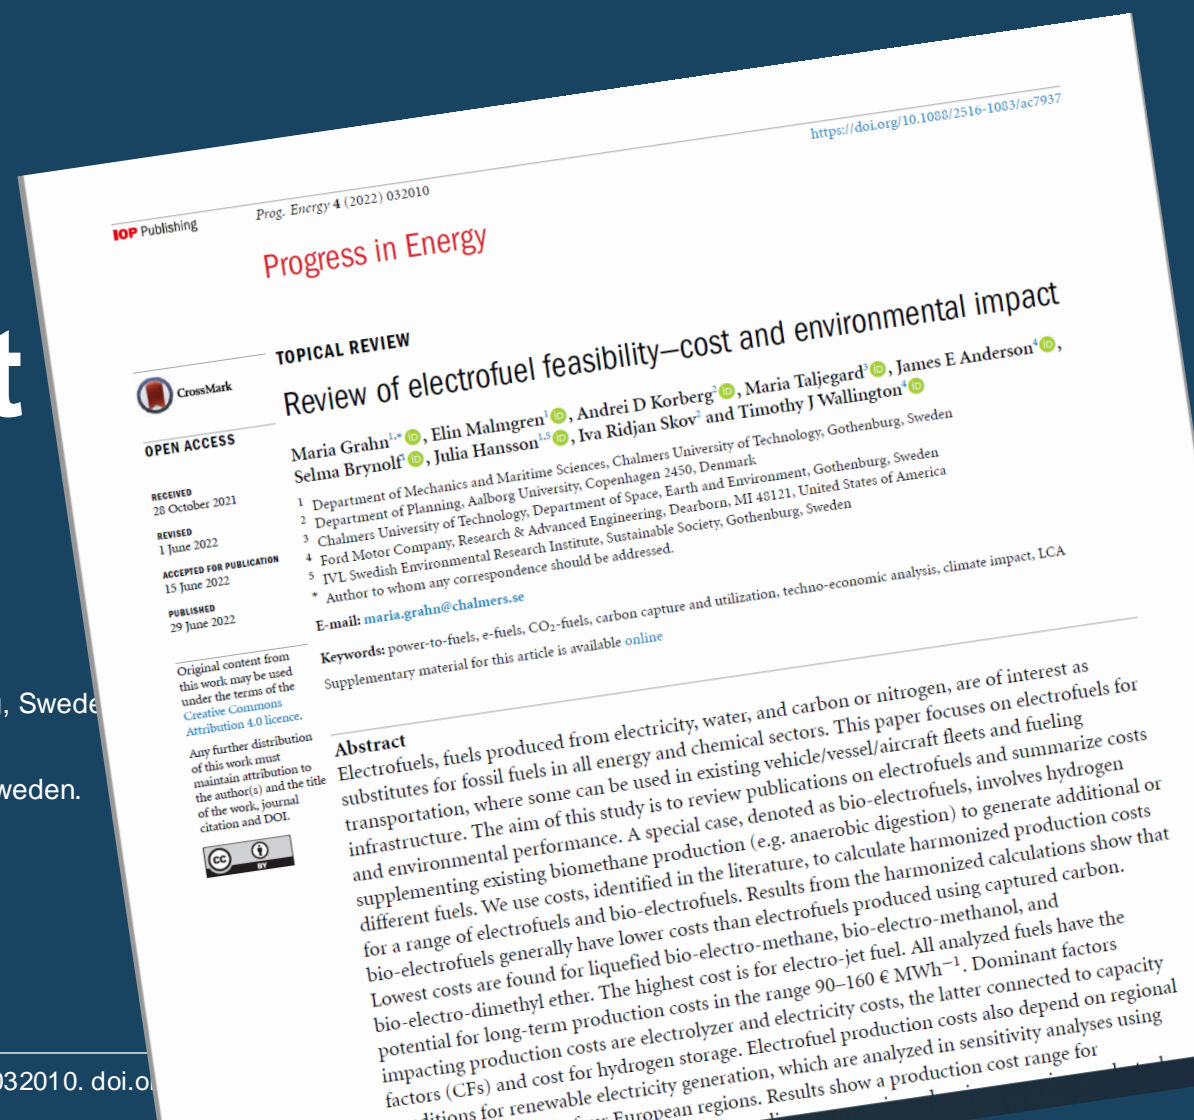 t
, Swede
weden.
032010. doi.o
https://doi.org/10.1088/2516-1083/ac7937
IOP Publishing
Prog. Energy 4 (2022) 032010
Progress in Energy
CrossMark
OPEN ACCESS
RECEIVED
28 October 2021
REVISED
1 June 2022
ACCEPTED FOR PUBLICATION
15 June 2022
PUBLISHED
29 June 2022
Original content from
this work may be used
under the terms of the
Creative Commons
Attribution 4.0 licence.
Any further distribution
of this work must
maintain attribution to
the author(s) and the title
of the work, journal
citation and DOI.
CC BY
TOPICAL REVIEW
Review of electrofuel feasibility—cost and environmental impact
Maria Grahn1,*, Elin Malmgren1, Andrei D Korberg2, Maria Taljegard3, James E Anderson4,
Selma Brynolf1, Julia Hansson1,5, Iva Ridjan Skov2 and Timothy J Wallington4
1 Department of Mechanics and Maritime Sciences, Chalmers University of Technology, Gothenburg, Sweden
2 Department of Planning, Aalborg University, Copenhagen 2450, Denmark
3 Chalmers University of Technology, Department of Space, Earth and Environment, Gothenburg, Sweden
4 Ford Motor Company, Research & Advanced Engineering, Dearborn, MI 48121, United States of America
5 IVL Swedish Environmental Research Institute, Sustainable Society, Gothenburg, Sweden
* Author to whom any correspondence should be addressed.
E-mail: maria.grahn@chalmers.se
Keywords: power-to-fuels, e-fuels, CO₂-fuels, carbon capture and utilization, techno-economic analysis, climate impact, LCA
Supplementary material for this article is available online
Abstract
Electrofuels, fuels produced from electricity, water, and carbon or nitrogen, are of interest as
substitutes for fossil fuels in all energy and chemical sectors. This paper focuses on electrofuels for
transportation, where some can be used in existing vehicle/vessel/aircraft fleets and fueling
infrastructure. The aim of this study is to review publications on electrofuels and summarize costs
and environmental performance. A special case, denoted as bio-electrofuels, involves hydrogen
supplementing existing biomethane production (e.g. anaerobic digestion) to generate additional or
different fuels. We use costs, identified in the literature, to calculate harmonized production costs
for a range of electrofuels and bio-electrofuels. Results from the harmonized calculations show that
bio-electrofuels generally have lower costs than electrofuels produced using captured carbon.
Lowest costs are found for liquefied bio-electro-methane, bio-electro-methanol, and
bio-electro-dimethyl ether. The highest cost is for electro-jet fuel. All analyzed fuels have the
potential for long-term production costs in the range 90–160 € MWh−1. Dominant factors
impacting production costs are electrolyzer and electricity costs, the latter connected to capacity
factors (CFs) and cost for hydrogen storage. Electrofuel production costs also depend on regional
ditions for renewable electricity generation, which are analyzed in sensitivity analyses using
European regions. Results show a production cost range for